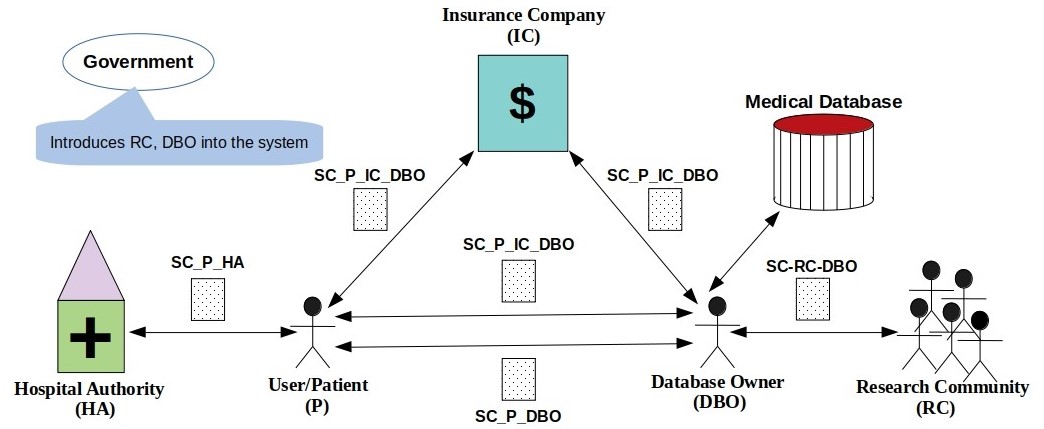 Insurance Company
(IC)
Government
$
Medical Database
Introduces RC, DBO into the system
SC_P_IC_DBO
SC_P_IC_DBO
SC_P_IC_DBO
SC_P_HA
SC-RC-DBO
Hospital Authority
(HA)
User/Patient
(P)
Database Owner
(DBO)
Research Community
(RC)
SC_P_DBO